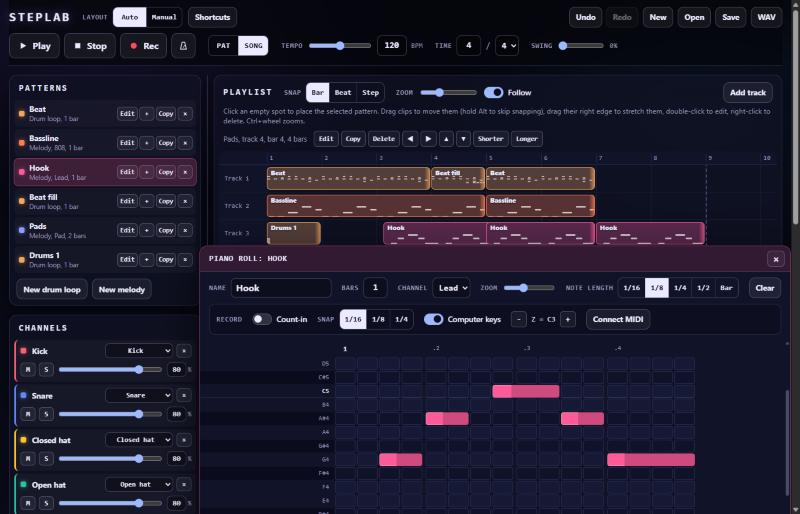 STEPLAB LAYOUT Auto Manual Shortcuts Undo Redo New Open Save WAV
Play Stop Rec PAT SONG TEMPO 120 BPM TIME 4 / 4 SWING 0%
PATTERNS
Beat
Drum loop, 1 bar
Edit + Copy ×
Bassline
Melody, 808, 1 bar
Edit + Copy ×
Hook
Melody, Lead, 1 bar
Edit + Copy ×
Beat fill
Drum loop, 1 bar
Edit + Copy ×
Pads
Melody, Pad, 2 bars
Edit + Copy ×
Drums 1
Drum loop, 1 bar
Edit + Copy ×
New drum loop New melody
CHANNELS
Kick Kick ×
M S 80 %
Snare Snare ×
M S 80 %
Closed hat Closed hat ×
M S 80 %
Open hat Open hat ×
M S 80 %
PLAYLIST SNAP Bar Beat Step ZOOM Follow Add track
Click an empty spot to place the selected pattern. Drag clips to move them (hold Alt to skip snapping), drag their right edge to stretch them, double-click to edit, right-click to
delete. Ctrl+wheel zooms.
Pads, track 4, bar 4, 4 bars Edit Copy Delete ◀ ▶ ▲ ▼ Shorter Longer
1 2 3 4 5 6 7 8 9 10
Track 1 Beat Beat fill Beat
Track 2 Bassline Bassline
Track 3 Drums 1 Hook Hook Hook
PIANO ROLL: HOOK ×
NAME Hook BARS 1 CHANNEL Lead ZOOM NOTE LENGTH 1/16 1/8 1/4 1/2 Bar Clear
RECORD Count-in SNAP 1/16 1/8 1/4 Computer keys - Z = C3 + Connect MIDI
1 .2 .3 .4
D5
C#5
C5
B4
A#4
A4
G#4
G4
F#4
F4
E4